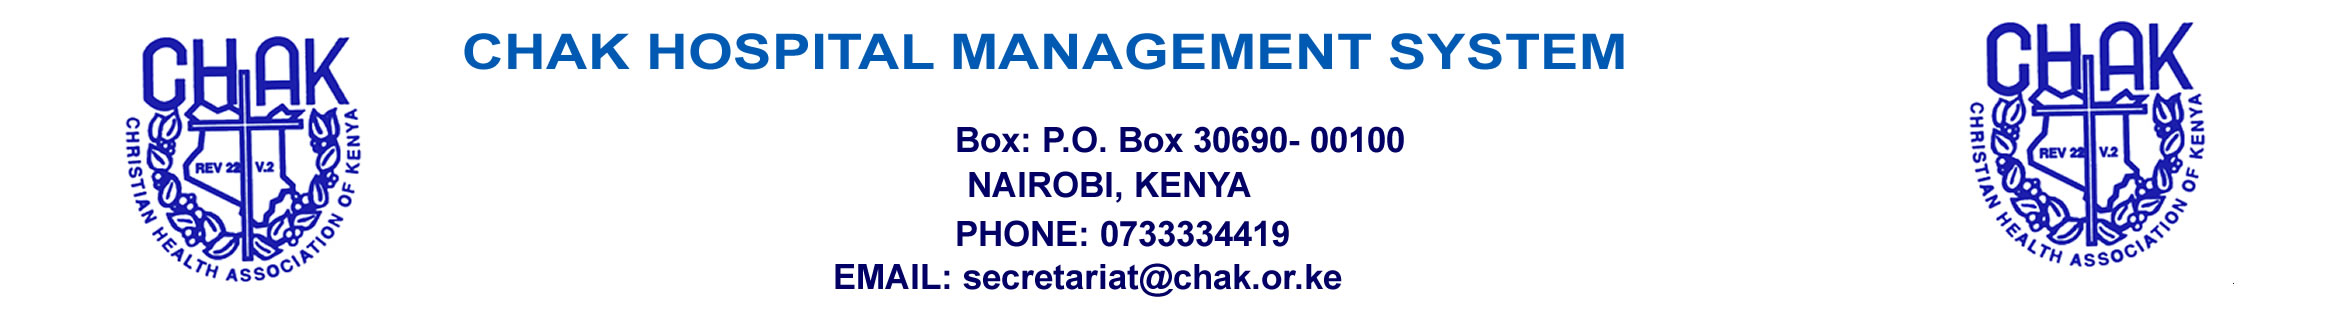 CHAK
CHRISTIAN HEALTH ASSOCIATION OF KENYA
REV 22 V.2
CHAK HOSPITAL MANAGEMENT SYSTEM
Box: P.O. Box 30690- 00100
NAIROBI, KENYA
PHONE: 0733334419
EMAIL: secretariat@chak.or.ke
CHAK
CHRISTIAN HEALTH ASSOCIATION OF KENYA
REV 22 V.2